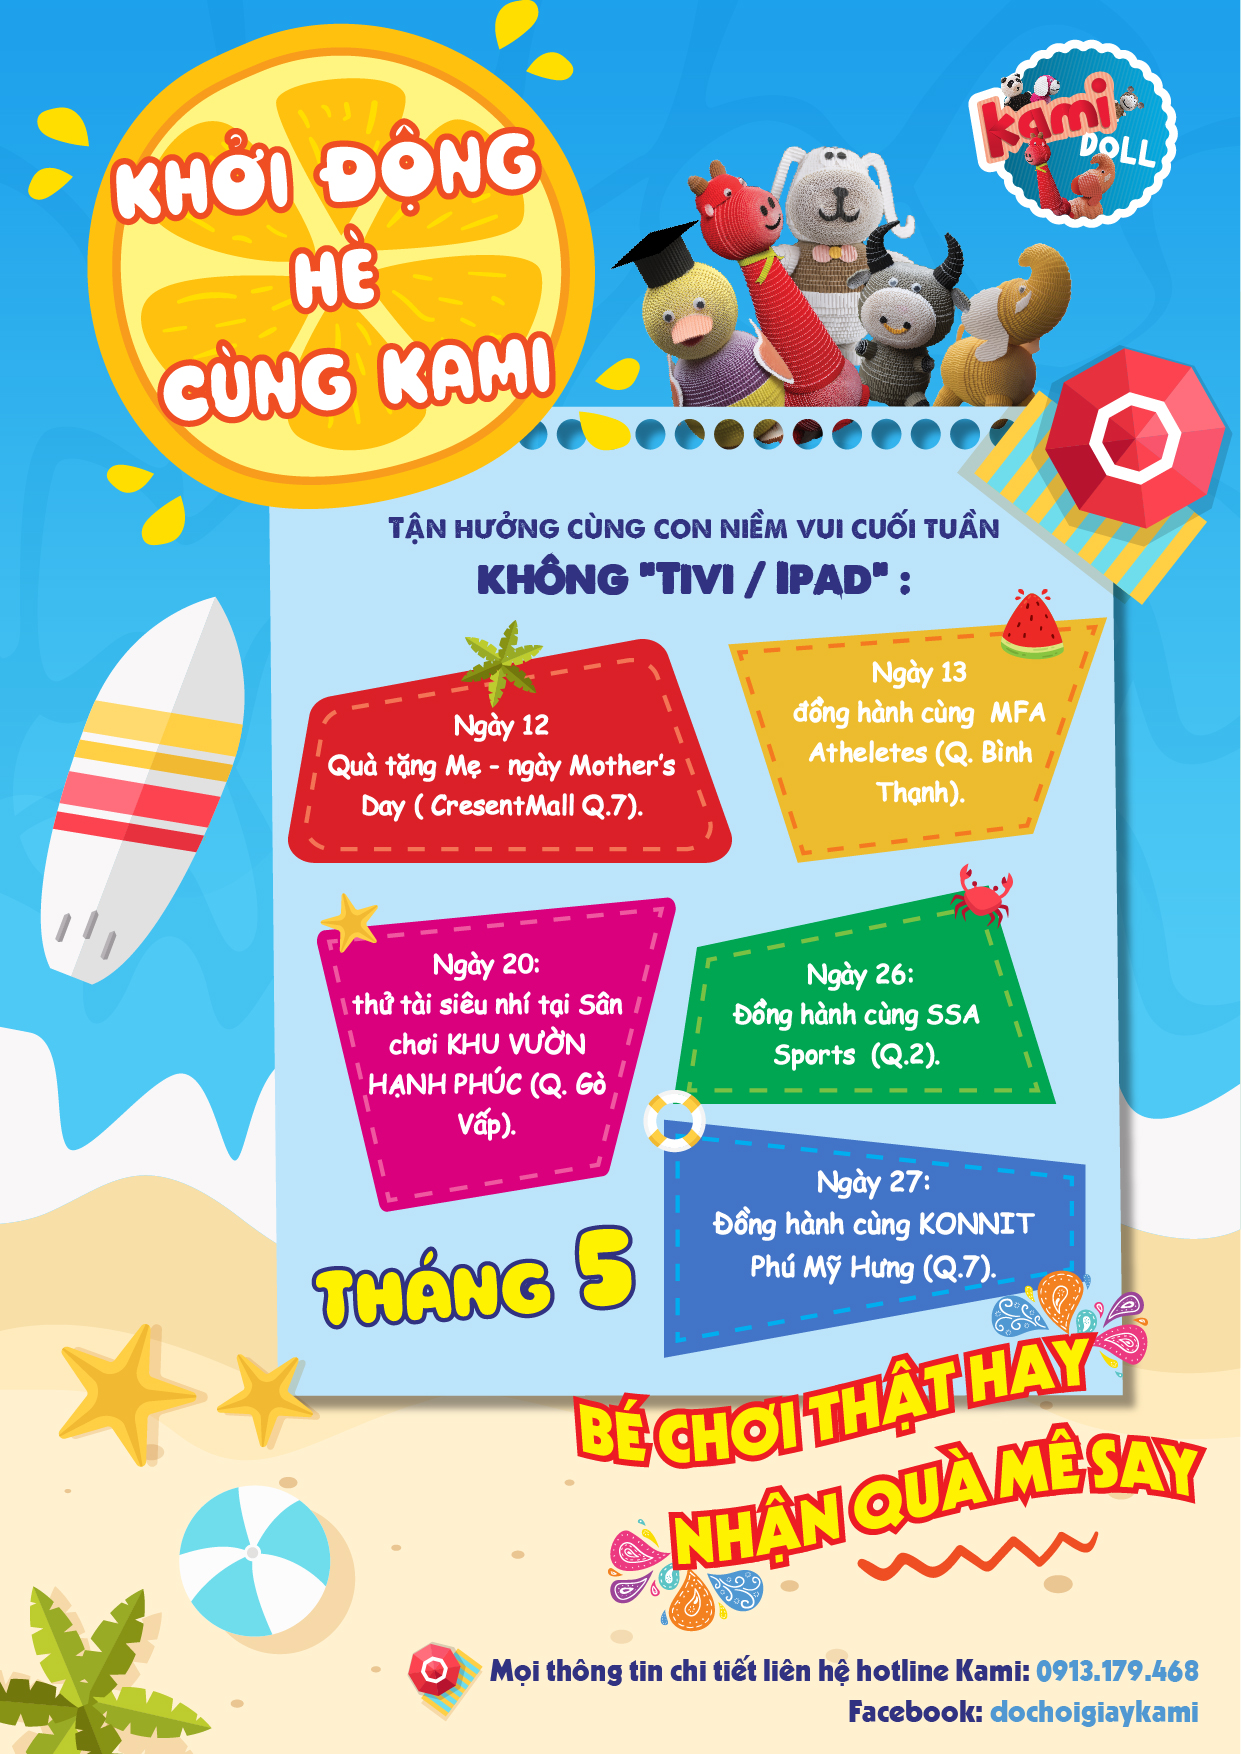 KHỞI ĐỘNG
HÈ
CÙNG KAMI
kami
DOLL
TẬN HƯỞNG CÙNG CON NIỀM VUI CUỐI TUẦN
KHÔNG "TIVI / IPAD" :
Ngày 12
Quà tặng Mẹ - ngày Mother's
Day ( CresentMall Q.7).
Ngày 13
đồng hành cùng MFA
Atheletes (Q. Bình
Thạnh).
Ngày 20:
thử tài siêu nhí tại Sân
chơi KHU VƯỜN
HẠNH PHÚC (Q. Gò
Vấp).
Ngày 26:
Đồng hành cùng SSA
Sports (Q.2).
Ngày 27:
Đồng hành cùng KONNIT
Phú Mỹ Hưng (Q.7).
THÁNG 5
BÉ CHƠI THẬT HAY
NHẬN QUÀ MÊ SAY
Mọi thông tin chi tiết liên hệ hotline Kami: 0913.179.468
Facebook: dochoigiaykami